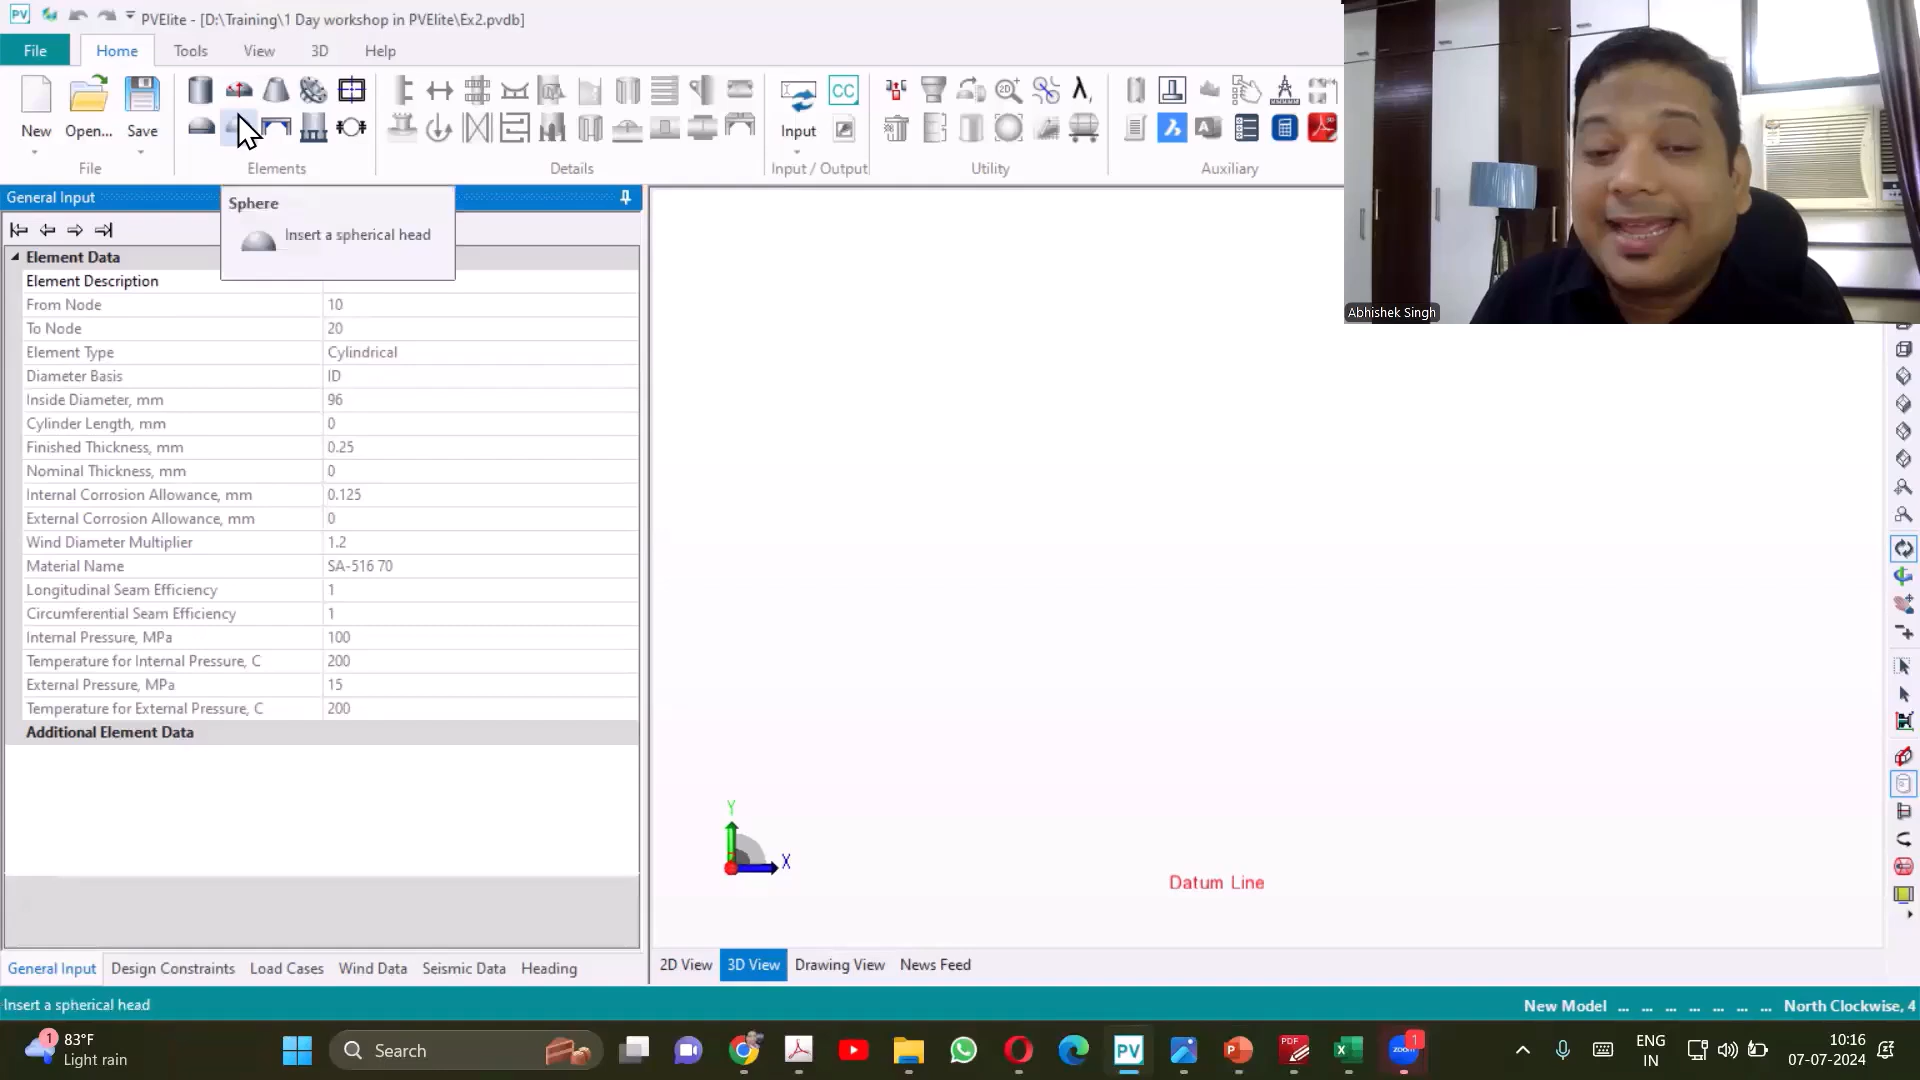 PV
PVElite - [D:\Training\1 Day workshop in PVElite\Ex2.pvdb]
File
Home
Tools
View
3D
Help
New
Open...
Save
Input
CC
2D
File
Elements
Details
Input / Output
Utility
Auxiliary
Abhishek Singh
General Input
Sphere
Insert a spherical head
Element Data
Element Description
From Node 10
To Node 20
Element Type Cylindrical
Diameter Basis ID
Inside Diameter, mm 96
Cylinder Length, mm 0
Finished Thickness, mm 0.25
Nominal Thickness, mm 0
Internal Corrosion Allowance, mm 0.125
External Corrosion Allowance, mm 0
Wind Diameter Multiplier 1.2
Material Name SA-516 70
Longitudinal Seam Efficiency 1
Circumferential Seam Efficiency 1
Internal Pressure, MPa 100
Temperature for Internal Pressure, C 200
External Pressure, MPa 15
Temperature for External Pressure, C 200
Additional Element Data
Y
X
Datum Line
General Input
Design Constraints
Load Cases
Wind Data
Seismic Data
Heading
2D View
3D View
Drawing View
News Feed
Insert a spherical head
New Model ... ... ... ... ... ... ... North Clockwise, 4
1
83°F
Light rain
Search
PV
PDF
zoom
1
ENG
IN
10:16
07-07-2024